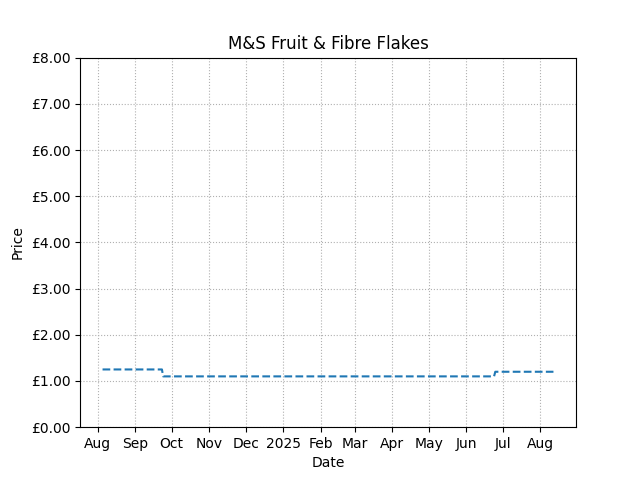 M&S Fruit & Fibre Flakes
£8.00
£7.00
£6.00
£5.00
£4.00
£3.00
£2.00
£1.00
£0.00
Price
Aug Sep Oct Nov Dec 2025 Feb Mar Apr May Jun Jul Aug
Date